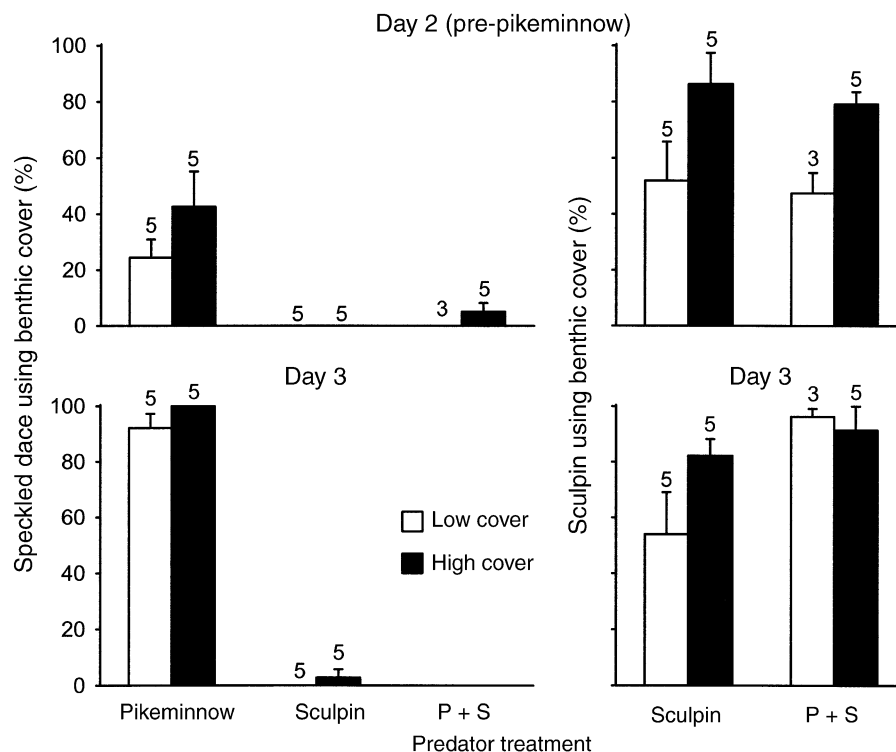 Day 2 (pre-pikeminnow)
Speckled dace using benthic cover (%)
100
80
60
40
20
0
5
5
5
5
3
5
Sculpin using benthic cover (%)
5
5
3
5
Day 3
100
80
60
40
20
0
5
5
5
5
Low cover
High cover
Pikeminnow
Sculpin
P + S
Day 3
5
5
3
5
Sculpin
P + S
Predator treatment